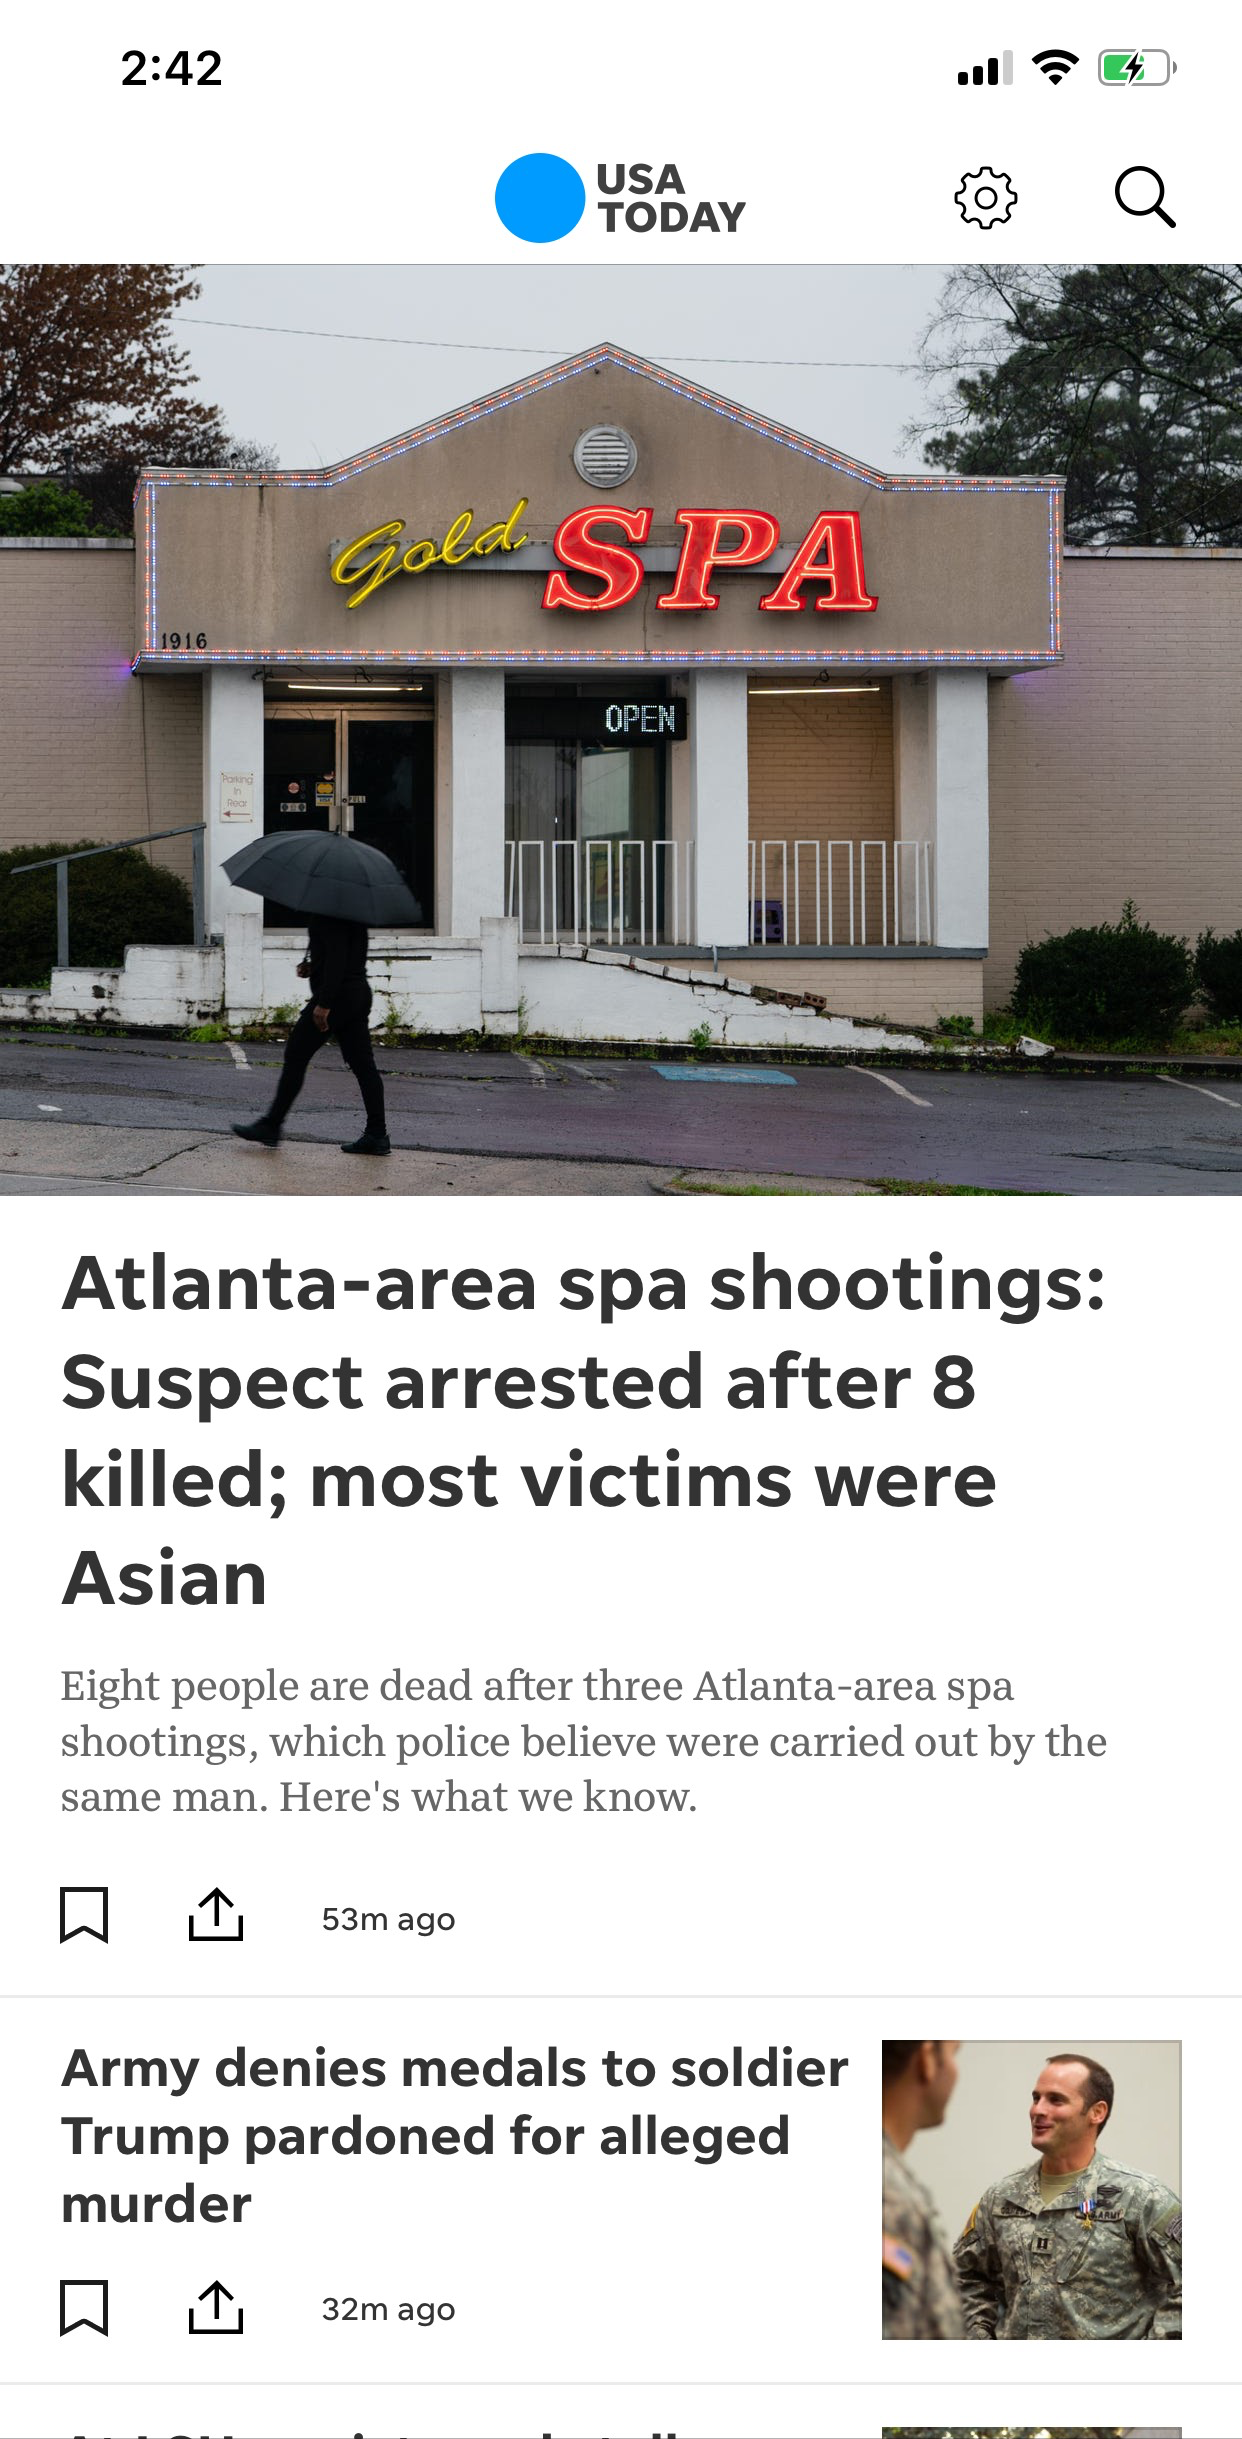 2:42
USA
TODAY
Gold SPA
1916
OPEN
Parking
In
Rear
PULL
Atlanta-area spa shootings:
Suspect arrested after 8
killed; most victims were
Asian
Eight people are dead after three Atlanta-area spa
shootings, which police believe were carried out by the
same man. Here's what we know.
53m ago
Army denies medals to soldier
Trump pardoned for alleged
murder
U.S. ARMY
32m ago